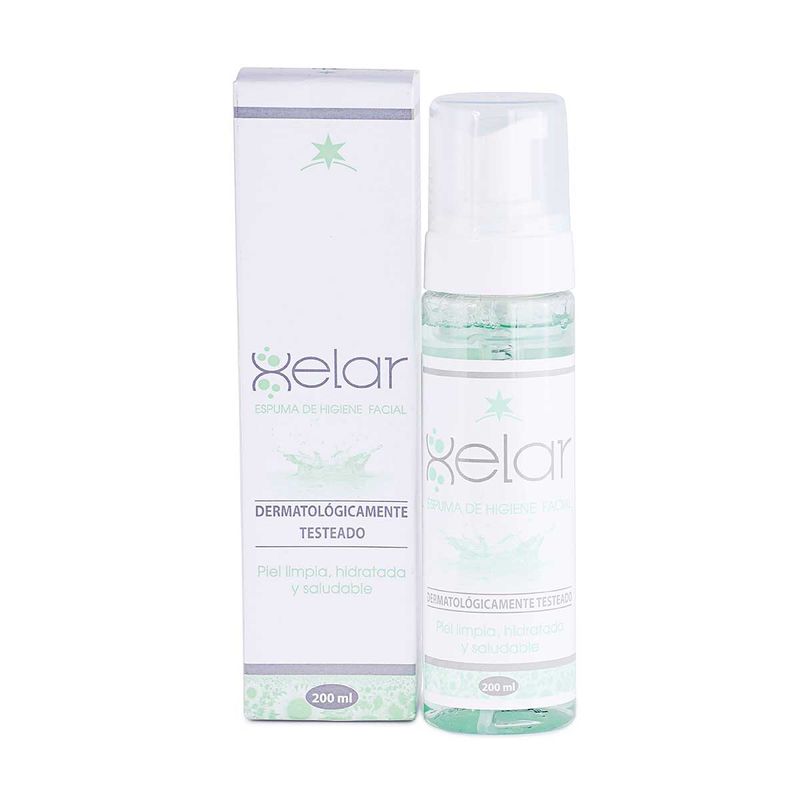 xelar
ESPUMA DE HIGIENE FACIAL
DERMATOLÓGICAMENTE
TESTEADO
Piel limpia, hidratada
y saludable
200 ml
xelar
ESPUMA DE HIGIENE FACIAL
DERMATOLÓGICAMENTE TESTEADO
Piel limpia, hidratada
y saludable
200 ml